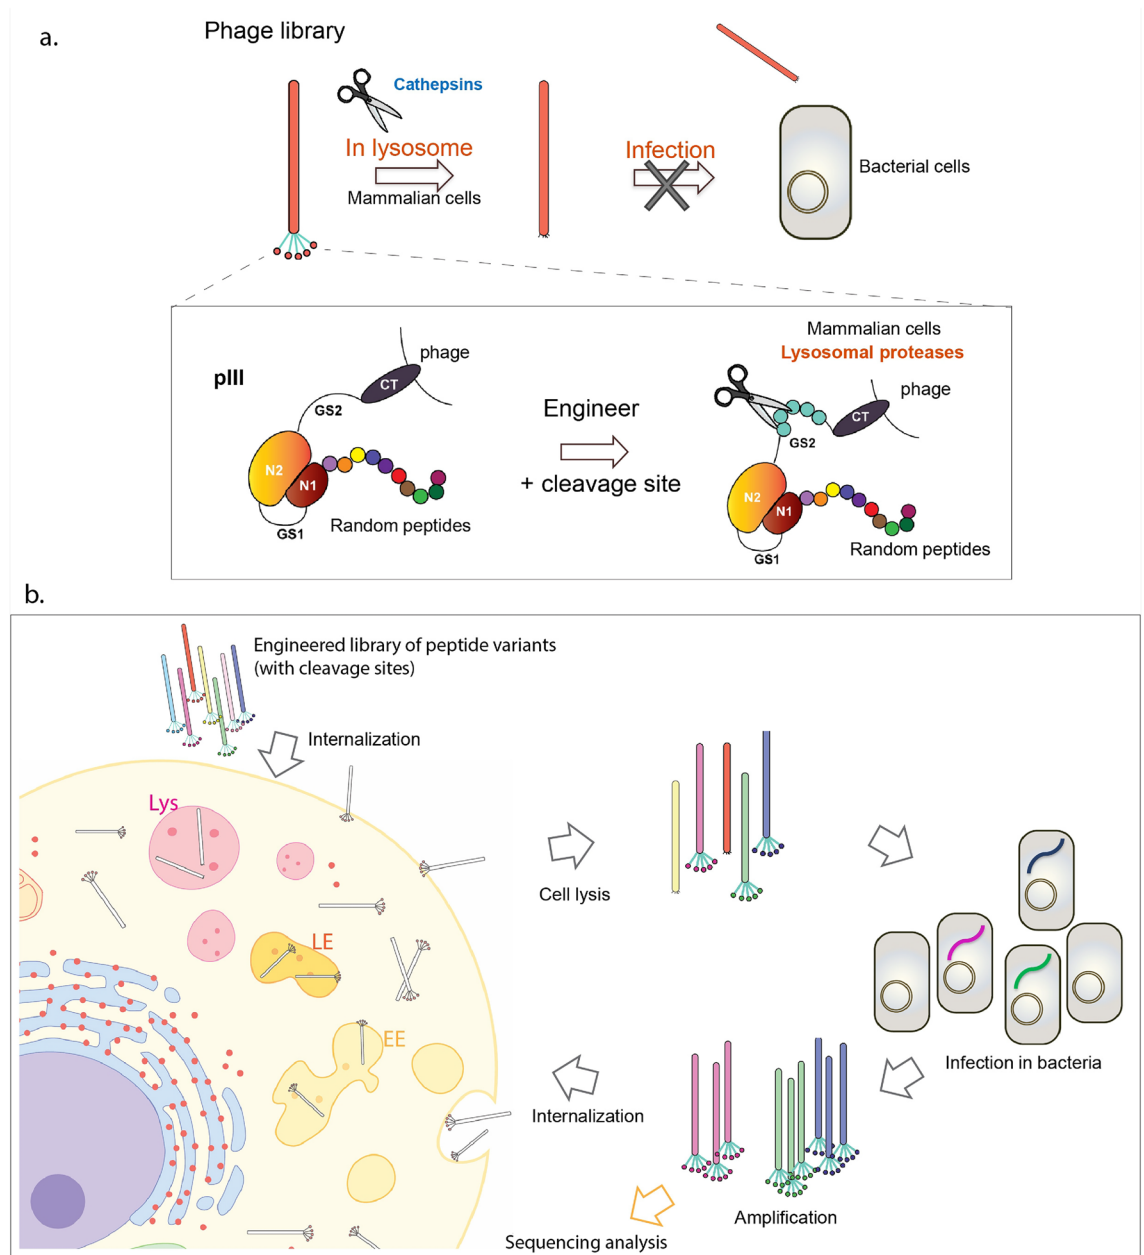 a.
Phage library
Cathepsins
In lysosome
Mammalian cells
Infection
Bacterial cells
pIII
phage
CT
GS2
N2
N1
GS1
Random peptides
Engineer
+ cleavage site
Mammalian cells
Lysosomal proteases
phage
CT
GS2
N2
N1
GS1
Random peptides
b.
Engineered library of peptide variants
(with cleavage sites)
Internalization
Lys
LE
EE
Cell lysis
Infection in bacteria
Internalization
Amplification
Sequencing analysis